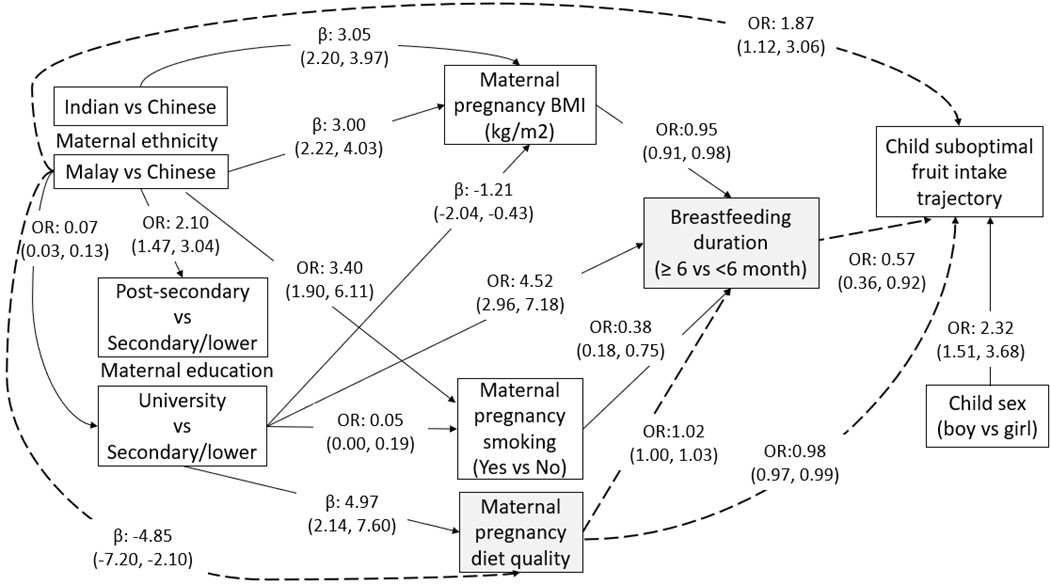 OR: 1.87
(1.12, 3.06)
β: 3.05
(2.20, 3.97)
Indian vs Chinese
Maternal ethnicity
Malay vs Chinese
β: 3.00
(2.22, 4.03)
Maternal
pregnancy BMI
(kg/m2)
OR:0.95
(0.91, 0.98)
Child suboptimal
fruit intake
trajectory
OR: 0.07
(0.03, 0.13)
OR: 2.10
(1.47, 3.04)
β: -1.21
(-2.04, -0.43)
Breastfeeding
duration
(≥ 6 vs <6 month)
OR: 0.57
(0.36, 0.92)
OR: 3.40
(1.90, 6.11)
OR: 4.52
(2.96, 7.18)
Post-secondary
vs
Secondary/lower
Maternal education
University
vs
Secondary/lower
OR:0.38
(0.18, 0.75)
OR: 2.32
(1.51, 3.68)
Child sex
(boy vs girl)
Maternal
pregnancy
smoking
(Yes vs No)
OR: 0.05
(0.00, 0.19)
OR:1.02
(1.00, 1.03)
OR:0.98
(0.97, 0.99)
β: 4.97
(2.14, 7.60)
Maternal
pregnancy
diet quality
β: -4.85
(-7.20, -2.10)